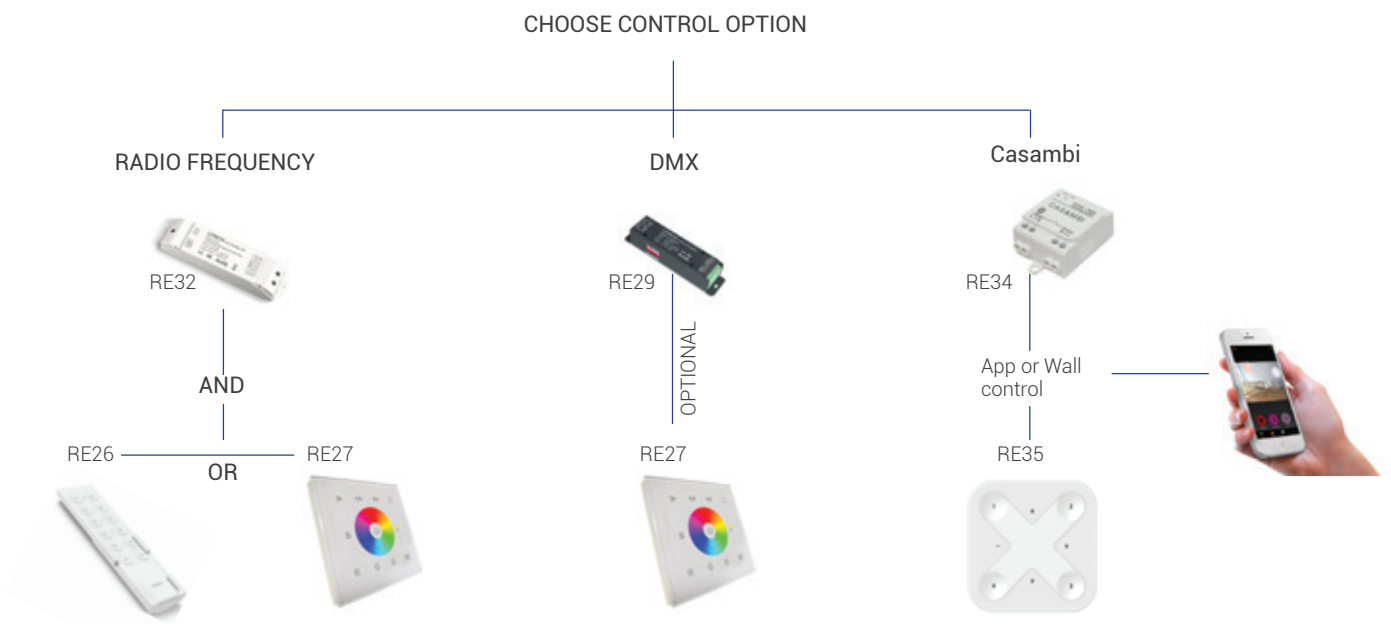 CHOOSE CONTROL OPTION
RADIO FREQUENCY
DMX
Casambi
CASAMBI
RE32
RE29
RE34
OPTIONAL
App or Wall
control
AND
RE26
OR
RE27
RE27
RE35